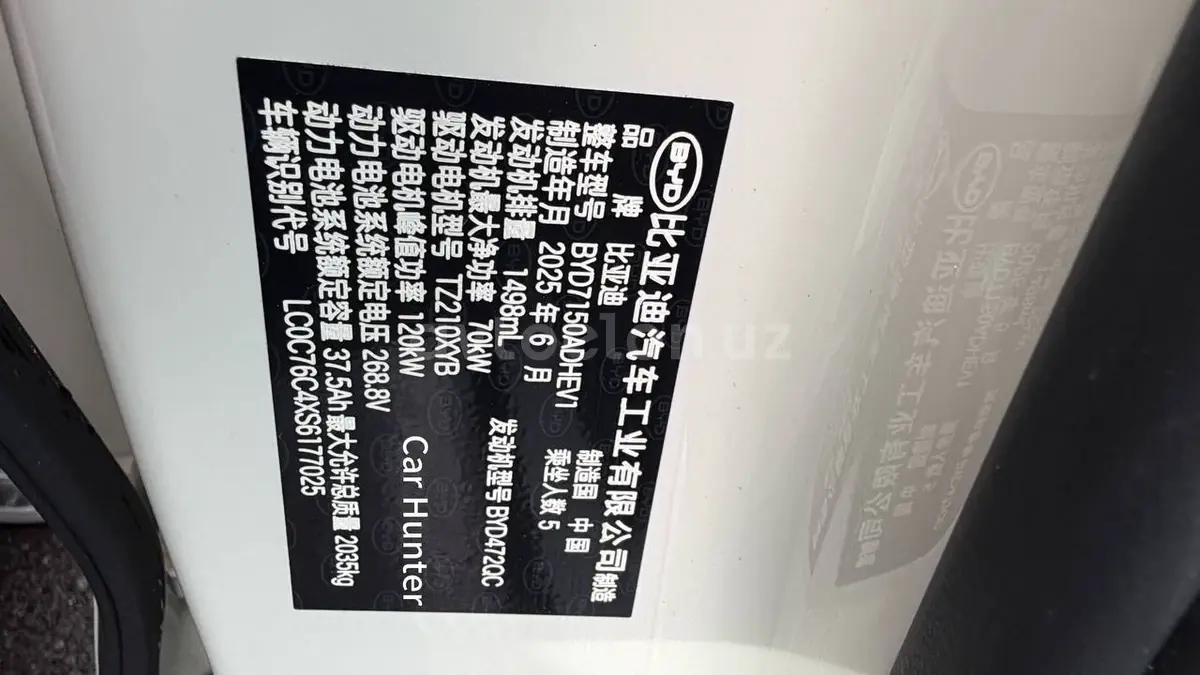 BYD 比亚迪汽车工业有限公司 制造
品牌 比亚迪 制造国 中国
整车型号 BYD7150ADHEV1 乘坐人数 5
制造年月 2025 年 6 月
发动机排量 1498mL 发动机型号 BYD472QC
发动机最大净功率 70kW
驱动电机型号 TZ210XYB
驱动电机峰值功率 120kW
动力电池系统额定电压 268.8V
动力电池系统额定容量 37.5Ah 最大允许总质量 2035kg
车辆识别代号 LC0C76C4XS6177025
Car Hunter